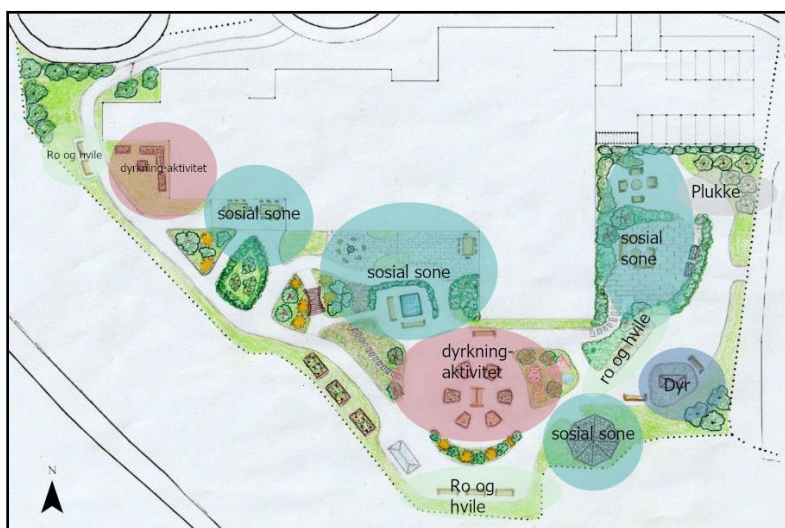 Ro og hvile
dyrkning-aktivitet
sosial sone
sosial sone
Plukke
sosial
sone
ro og hvile
dyrkning-
aktivitet
Dyr
sosial sone
Ro og
hvile
N